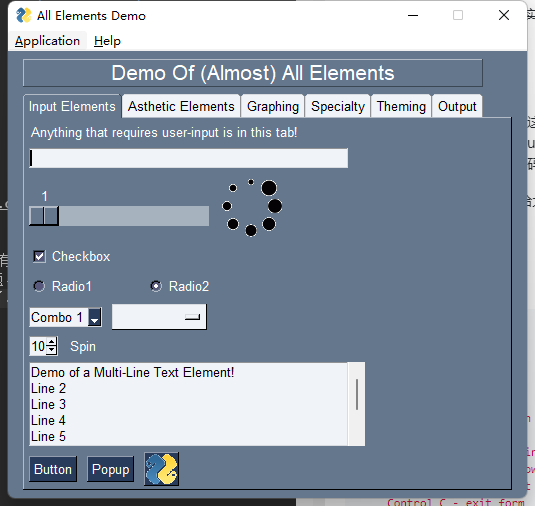 All Elements Demo
Application Help
Demo Of (Almost) All Elements
Input Elements Asthetic Elements Graphing Specialty Theming Output
Anything that requires user-input is in this tab!
1
Checkbox
Radio1 Radio2
Combo 1
10 Spin
Demo of a Multi-Line Text Element!
Line 2
Line 3
Line 4
Line 5
Button Popup
Control C - exit form